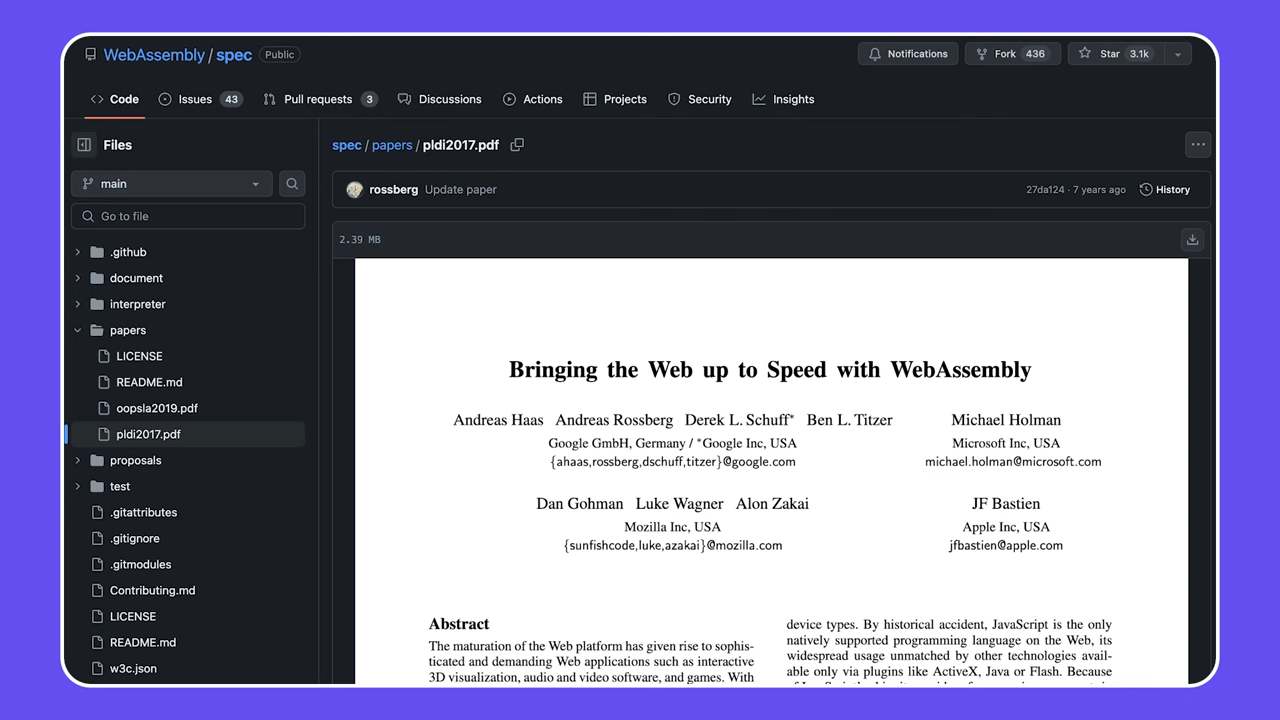 WebAssembly / spec Public
Notifications Fork 436 Star 3.1k
Code Issues 43 Pull requests 3 Discussions Actions Projects Security Insights
Files
main
Go to file
.github
document
interpreter
papers
LICENSE
README.md
oopsla2019.pdf
pldi2017.pdf
proposals
test
.gitattributes
.gitignore
.gitmodules
Contributing.md
LICENSE
README.md
w3c.json
spec / papers / pldi2017.pdf
rossberg Update paper
27da124 · 7 years ago History
2.39 MB
Bringing the Web up to Speed with WebAssembly
Andreas Haas Andreas Rossberg Derek L. Schuff* Ben L. Titzer
Google GmbH, Germany / *Google Inc, USA
{ahaas,rossberg,dschuff,titzer}@google.com
Michael Holman
Microsoft Inc, USA
michael.holman@microsoft.com
Dan Gohman Luke Wagner Alon Zakai
Mozilla Inc, USA
{sunfishcode,luke,azakai}@mozilla.com
JF Bastien
Apple Inc, USA
jfbastien@apple.com
Abstract
The maturation of the Web platform has given rise to sophis-
ticated and demanding Web applications such as interactive
3D visualization, audio and video software, and games. With
device types. By historical accident, JavaScript is the only
natively supported programming language on the Web, its
widespread usage unmatched by other technologies avail-
able only via plugins like ActiveX, Java or Flash. Because